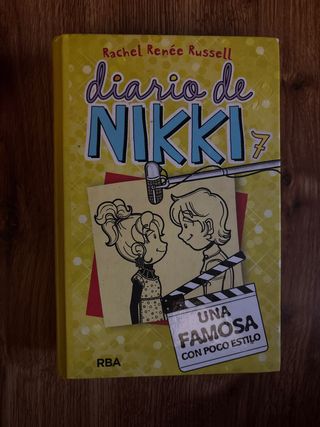 Rachel Renée Russell
diario de
NIKKI 7
UNA
FAMOSA
CON POCO ESTILO
RBA